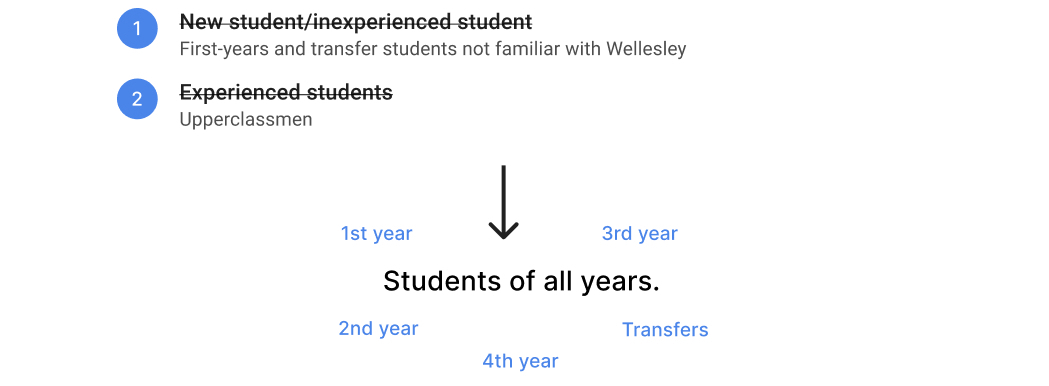 1
New student/inexperienced student
First-years and transfer students not familiar with Wellesley
2
Experienced students
Upperclassmen
1st year
3rd year
Students of all years.
2nd year
Transfers
4th year